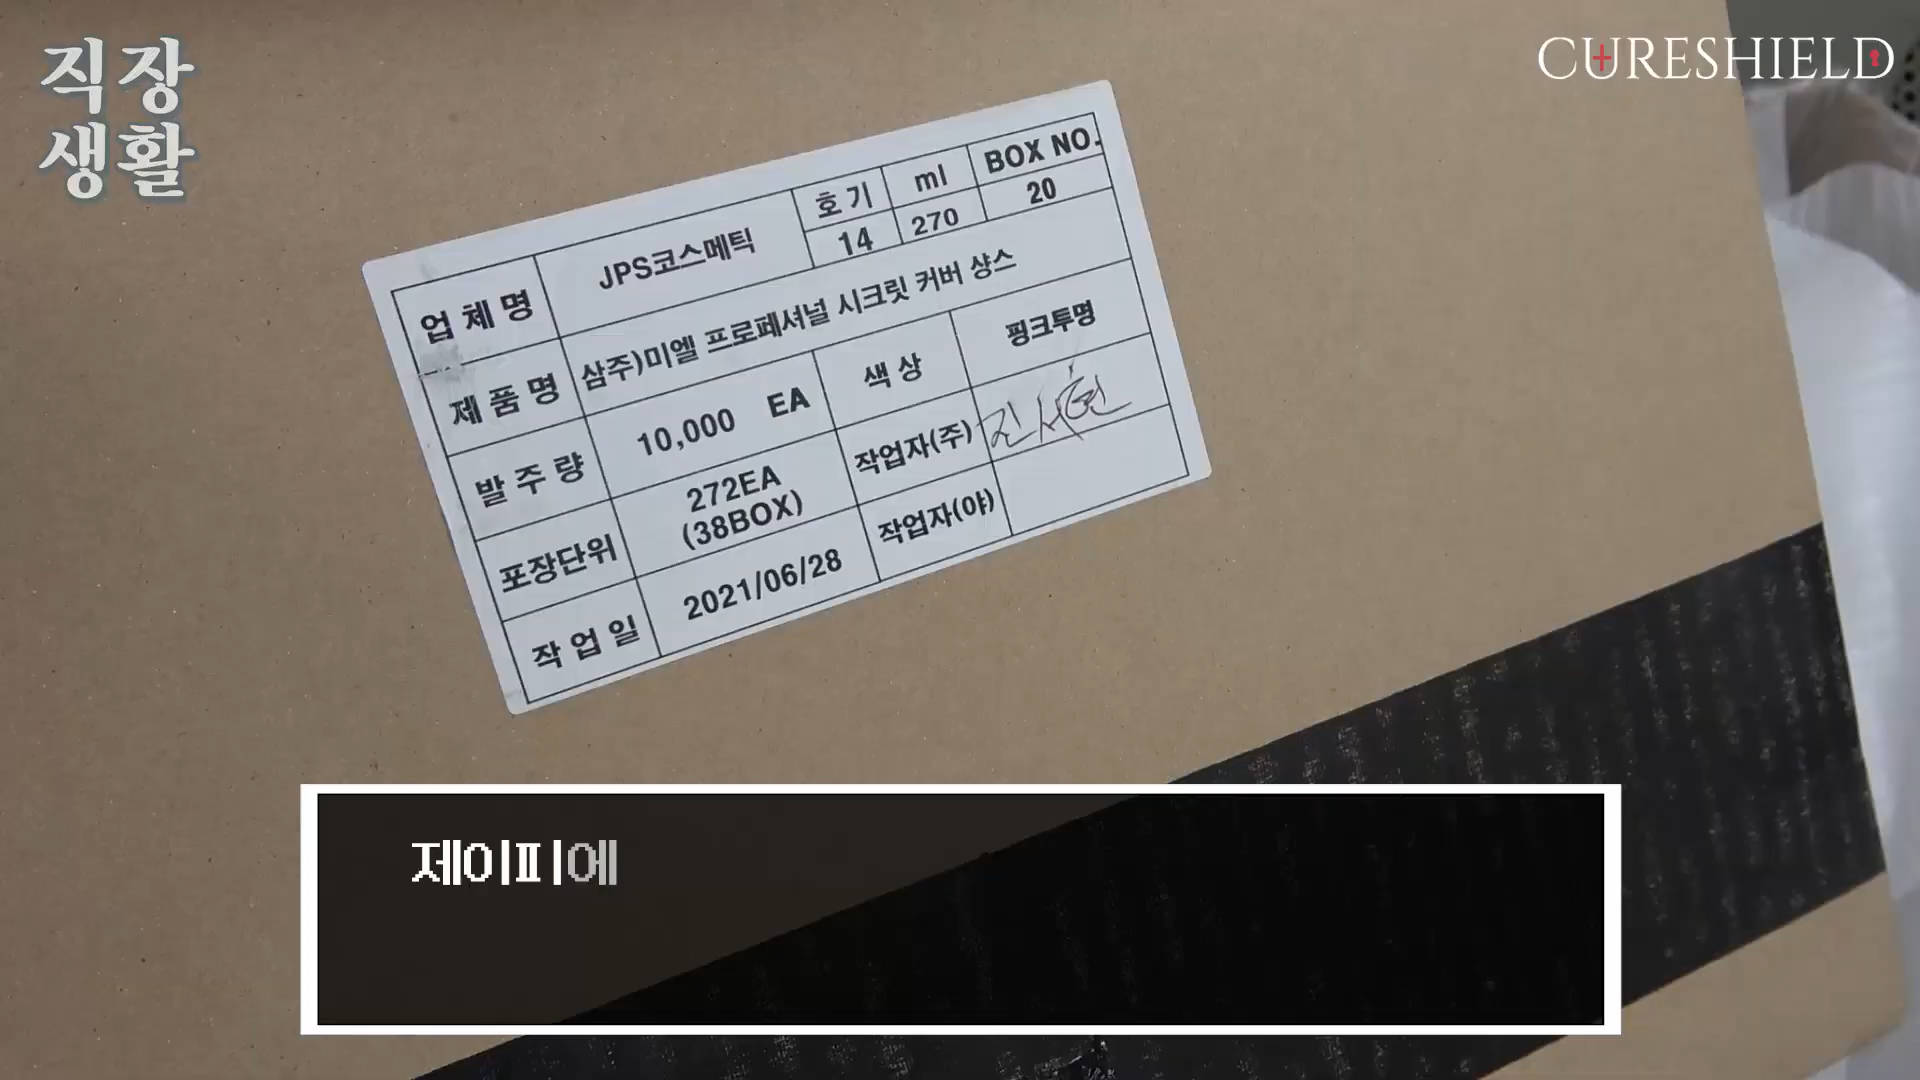 직장
생활
CURESHIELD
업 체 명 JPS코스메틱 호 기 ml BOX NO.
14 270 20
제 품 명 삼주)미엘 프로페셔널 시크릿 커버 샹스
발 주 량 10,000 EA 색 상 핑크투명
포장단위 272EA
(38BOX) 작업자(주) 진서현
작 업 일 2021/06/28 작업자(야)
제이피에